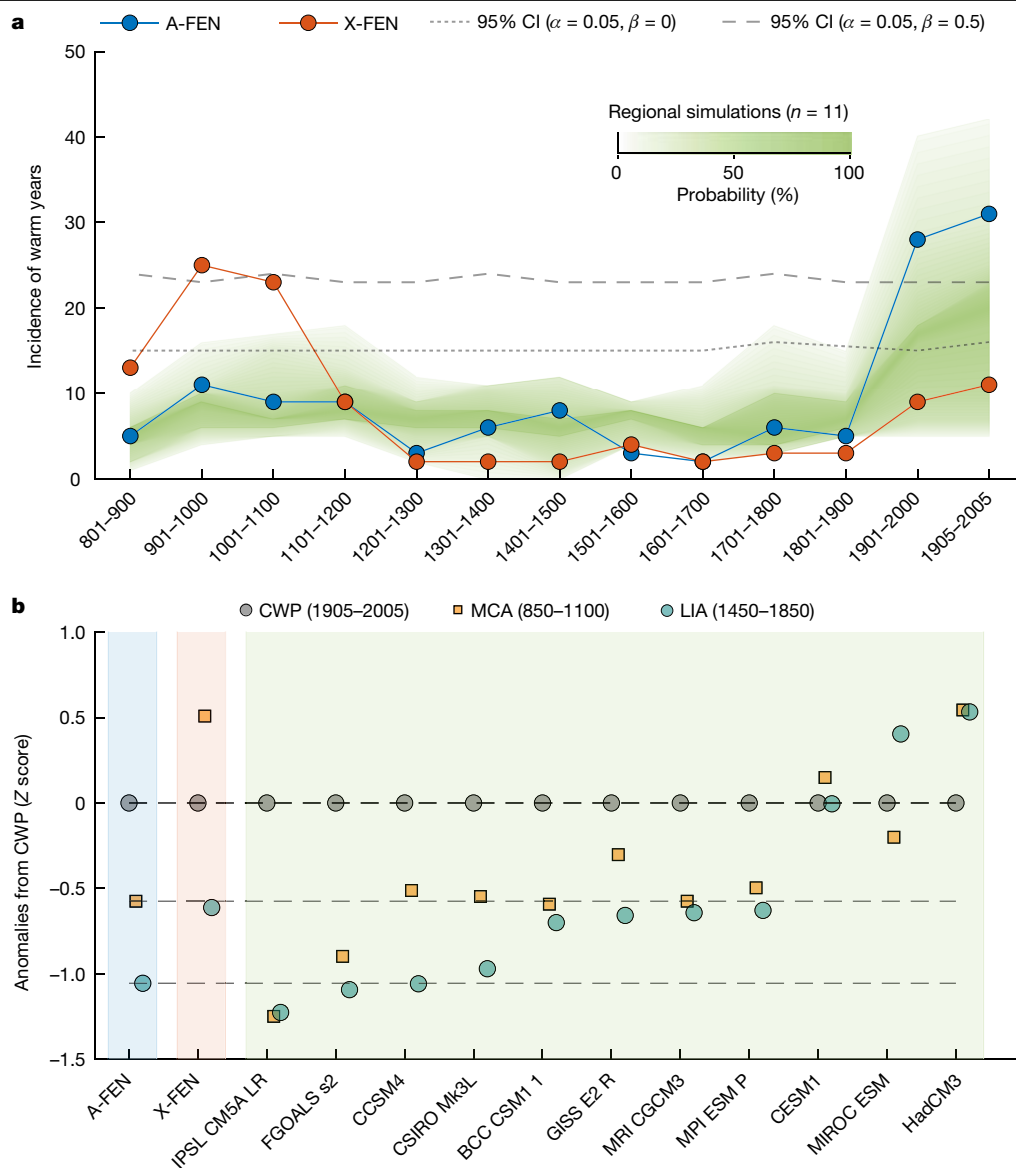 a
A-FEN X-FEN 95% CI (α = 0.05, β = 0) 95% CI (α = 0.05, β = 0.5)
50
40
30
20
10
0
Incidence of warm years
Regional simulations (n = 11)
0 50 100
Probability (%)
801–900 901–1000 1001–1100 1101–1200 1201–1300 1301–1400 1401–1500 1501–1600 1601–1700 1701–1800 1801–1900 1901–2000 1905–2005
b
CWP (1905–2005) MCA (850–1100) LIA (1450–1850)
1.0
0.5
0
−0.5
−1.0
−1.5
Anomalies from CWP (Z score)
A-FEN X-FEN IPSL CM5A LR FGOALS s2 CCSM4 CSIRO Mk3L BCC CSM1 1 GISS E2 R MRI CGCM3 MPI ESM P CESM1 MIROC ESM HadCM3